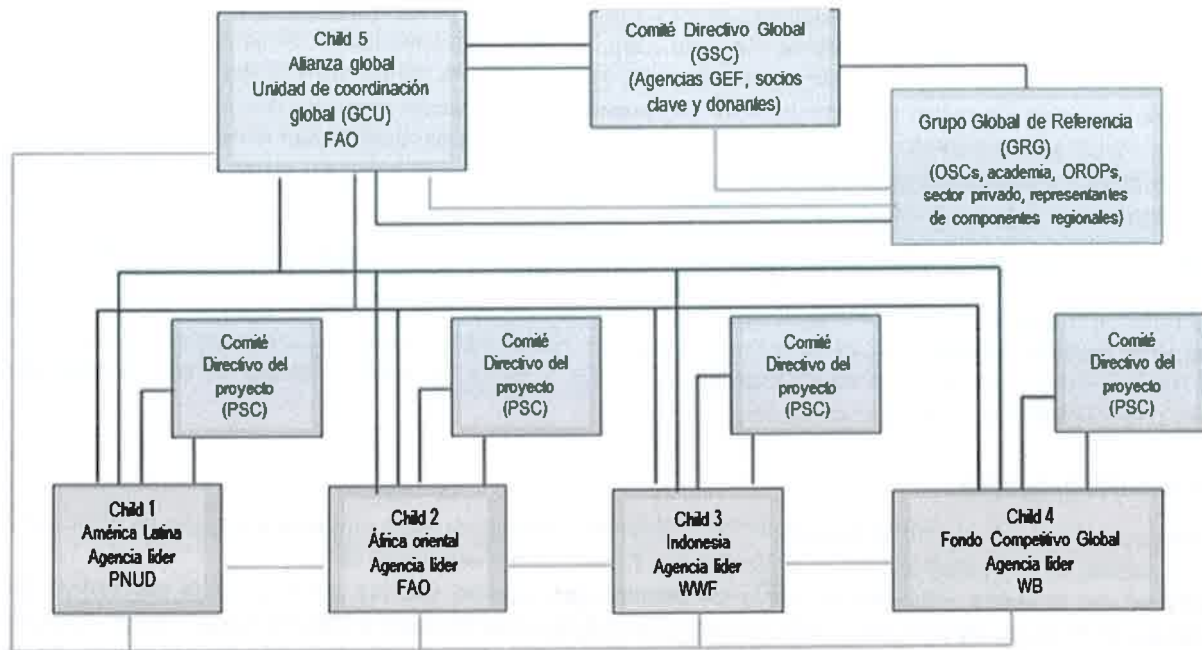 Child 5
Alianza global
Unidad de coordinación
global (GCU)
FAO
Comité Directivo Global
(GSC)
(Agencias GEF, socios
clave y donantes)
Grupo Global de Referencia
(GRG)
(OSCs, academia, OROPs,
sector privado, representantes
de componentes regionales)
Comité
Directivo del
proyecto
(PSC)
Comité
Directivo del
proyecto
(PSC)
Comité
Directivo del
proyecto
(PSC)
Comité
Directivo del
proyecto
(PSC)
Child 1
América Latina
Agencia líder
PNUD
Child 2
África oriental
Agencia líder
FAO
Child 3
Indonesia
Agencia líder
WWF
Child 4
Fondo Competitivo Global
Agencia líder
WB